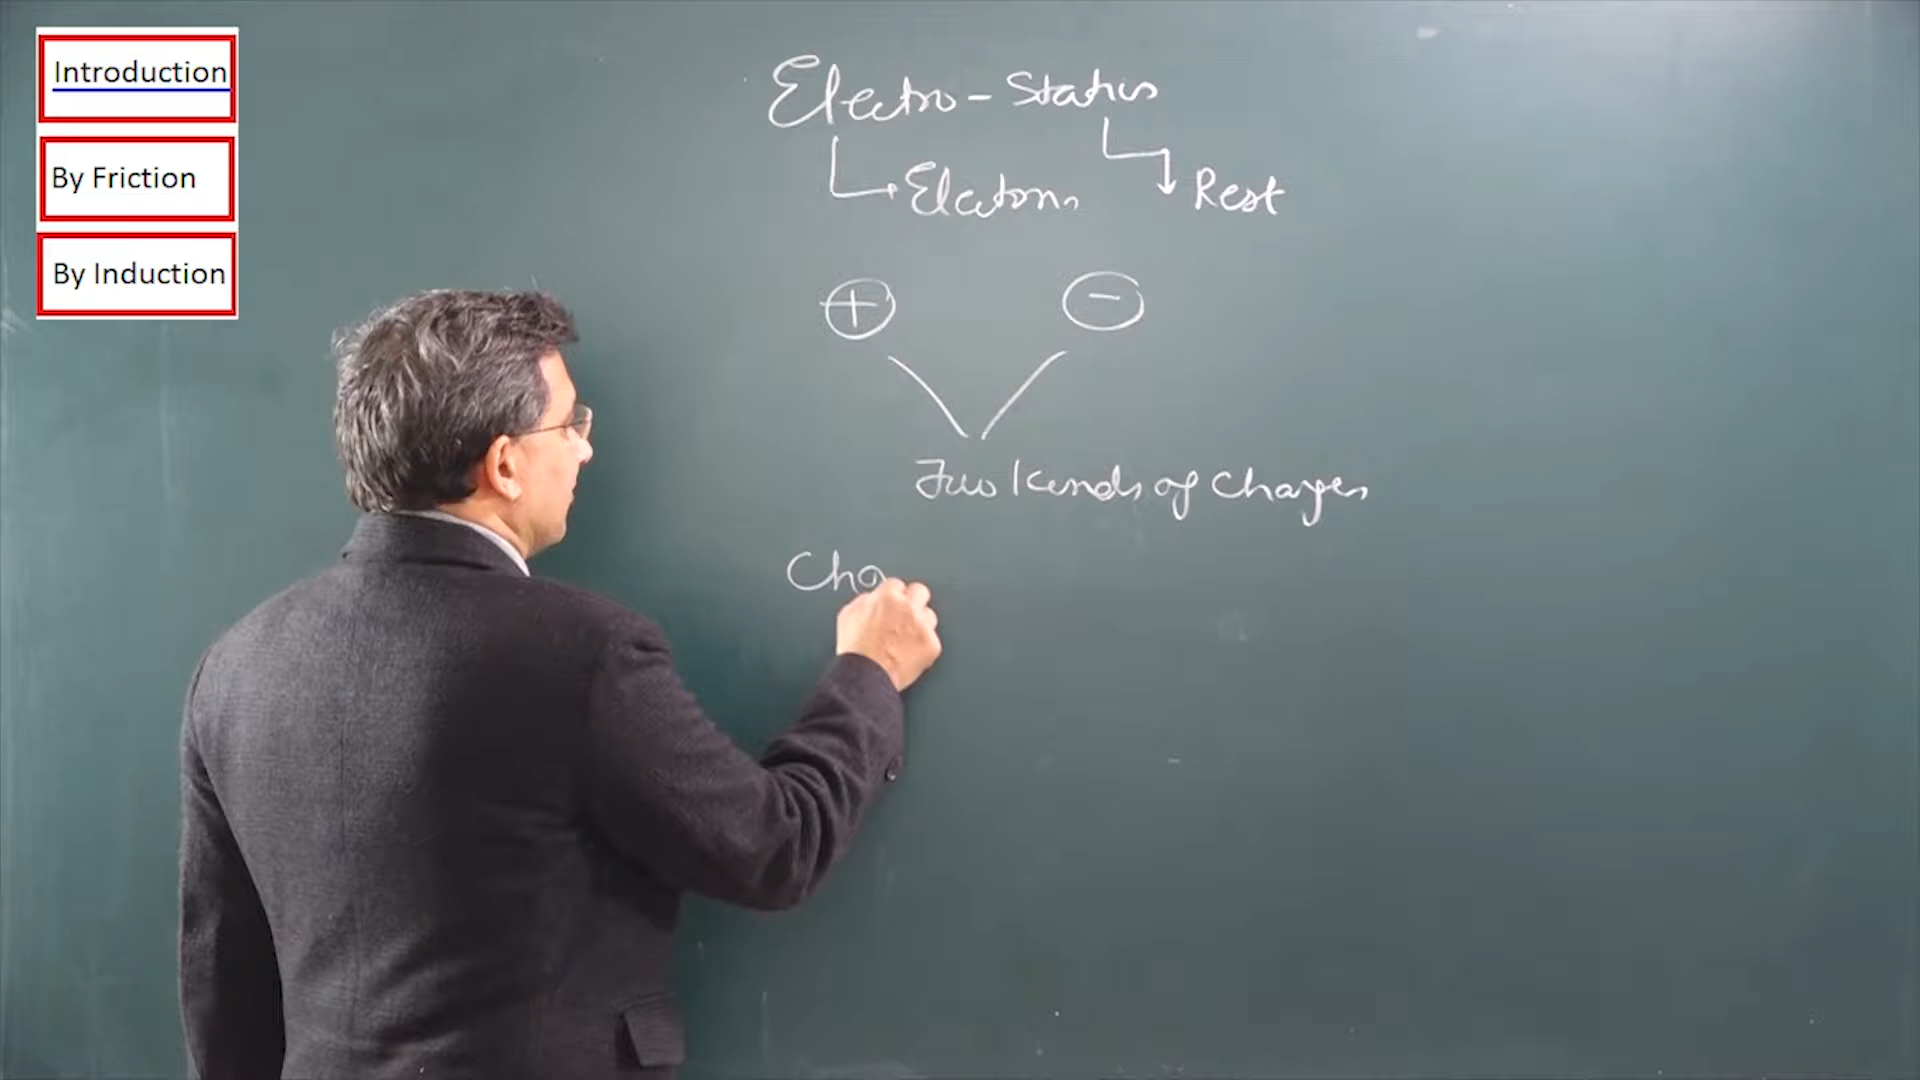 Introduction
By Friction
By Induction
Electro-Statics
Electrons
Rest
+
-
Two kinds of charges
Cha